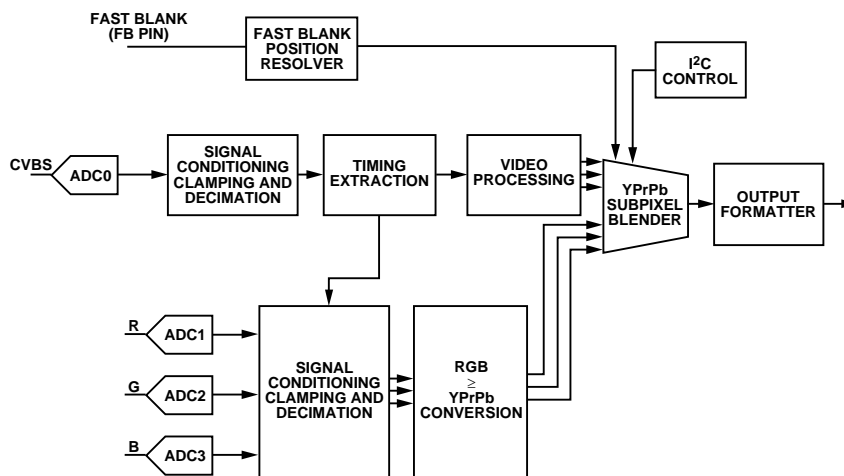 FAST BLANK
(FB PIN)
FAST BLANK
POSITION
RESOLVER
I²C
CONTROL
CVBS
ADC0
SIGNAL
CONDITIONING
CLAMPING AND
DECIMATION
TIMING
EXTRACTION
VIDEO
PROCESSING
YPrPb
SUBPIXEL
BLENDER
OUTPUT
FORMATTER
R
ADC1
G
ADC2
B
ADC3
SIGNAL
CONDITIONING
CLAMPING AND
DECIMATION
RGB
≥
YPrPb
CONVERSION